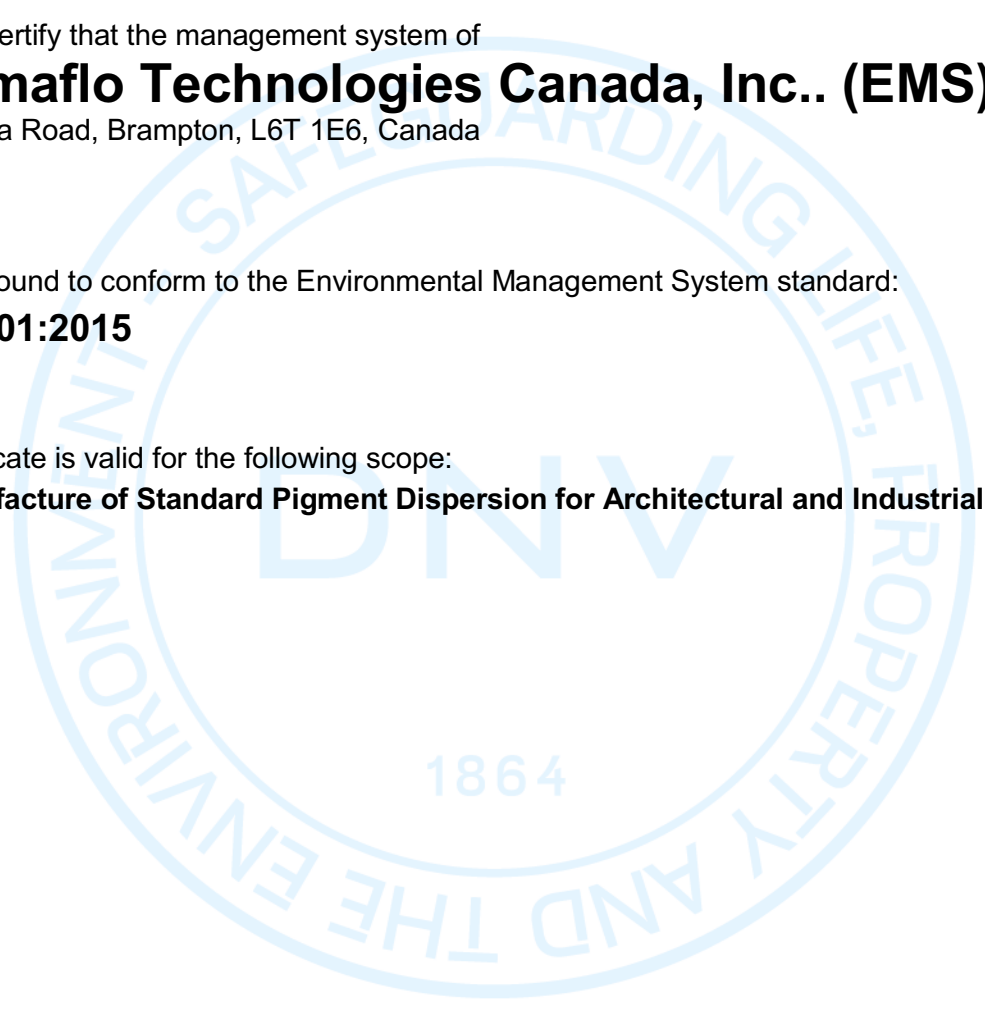 ertify that the management system of
maflo Technologies Canada, Inc.. (EMS)
a Road, Brampton, L6T 1E6, Canada
ound to conform to the Environmental Management System standard:
01:2015
cate is valid for the following scope:
facture of Standard Pigment Dispersion for Architectural and Industrial
SAFEGUARDING LIFE, PROPERTY AND THE ENVIRONMENT -
DNV
1864